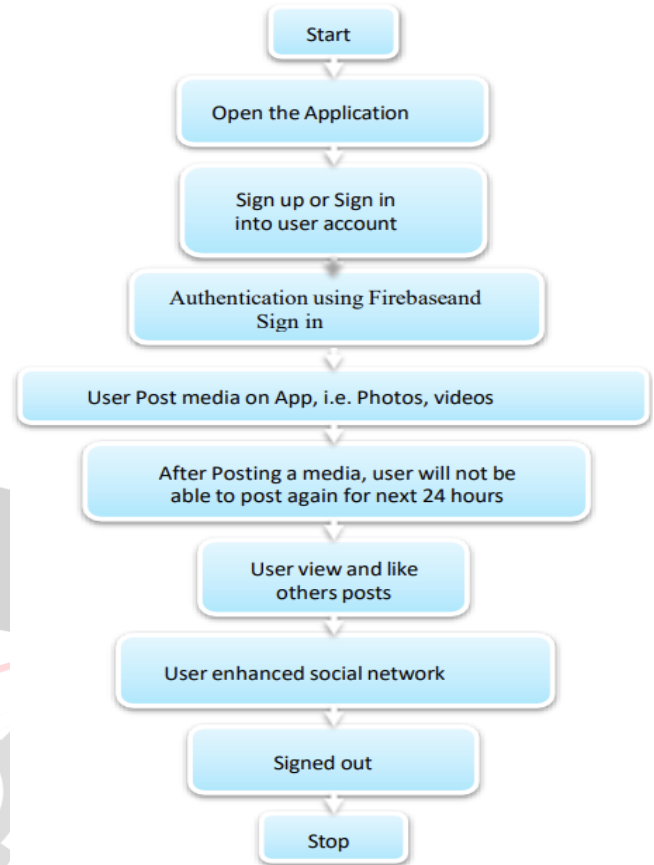 Start
Open the Application
Sign up or Sign in
into user account
Authentication using Firebaseand
Sign in
User Post media on App, i.e. Photos, videos
After Posting a media, user will not be
able to post again for next 24 hours
User view and like
others posts
User enhanced social network
Signed out
Stop